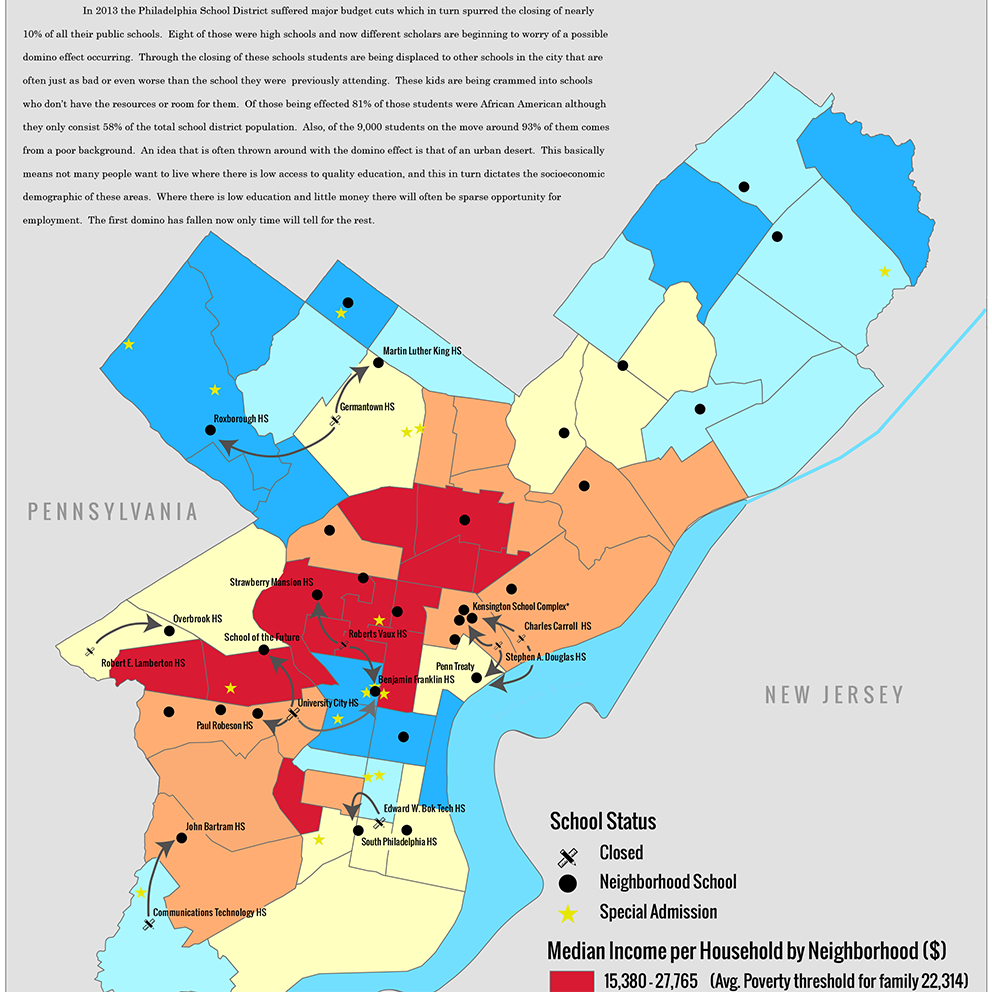 In 2013 the Philadelphia School District suffered major budget cuts which in turn spurred the closing of nearly
10% of all their public schools. Eight of those were high schools and now different scholars are beginning to worry of a possible
domino effect occurring. Through the closing of these schools students are being displaced to other schools in the city that are
often just as bad or even worse than the school they were previously attending. These kids are being crammed into schools
who don't have the resources or room for them. Of those being effected 81% of those students were African American although
they only consist 58% of the total school district population. Also, of the 9,000 students on the move around 93% of them comes
from a poor background. An idea that is often thrown around with the domino effect is that of an urban desert. This basically
means not many people want to live where there is low access to quality education, and this in turn dictates the socioeconomic
demographic of these areas. Where there is low education and little money there will often be sparse opportunity for
employment. The first domino has fallen now only time will tell for the rest.
Martin Luther King HS
Germantown HS
Roxborough HS
PENNSYLVANIA
Strawberry Mansion HS
Kensington School Complex*
Overbrook HS
Charles Carroll HS
School of the Future
Roberts Vaux HS
Stephen A. Douglas HS
Robert E. Lamberton HS
Penn Treaty
Benjamin Franklin HS
NEW JERSEY
University City HS
Paul Robeson HS
Edward W. Bok Tech HS
John Bartram HS
South Philadelphia HS
Communications Technology HS
School Status
Closed
Neighborhood School
Special Admission
Median Income per Household by Neighborhood ($)
15,380 - 27,765 (Avg. Poverty threshold for family 22,314)